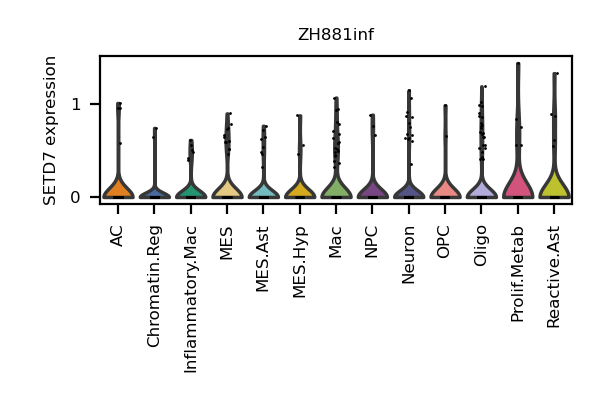 ZH881inf
SETD7 expression
1
0
AC
Chromatin.Reg
Inflammatory.Mac
MES
MES.Ast
MES.Hyp
Mac
NPC
Neuron
OPC
Oligo
Prolif.Metab
Reactive.Ast